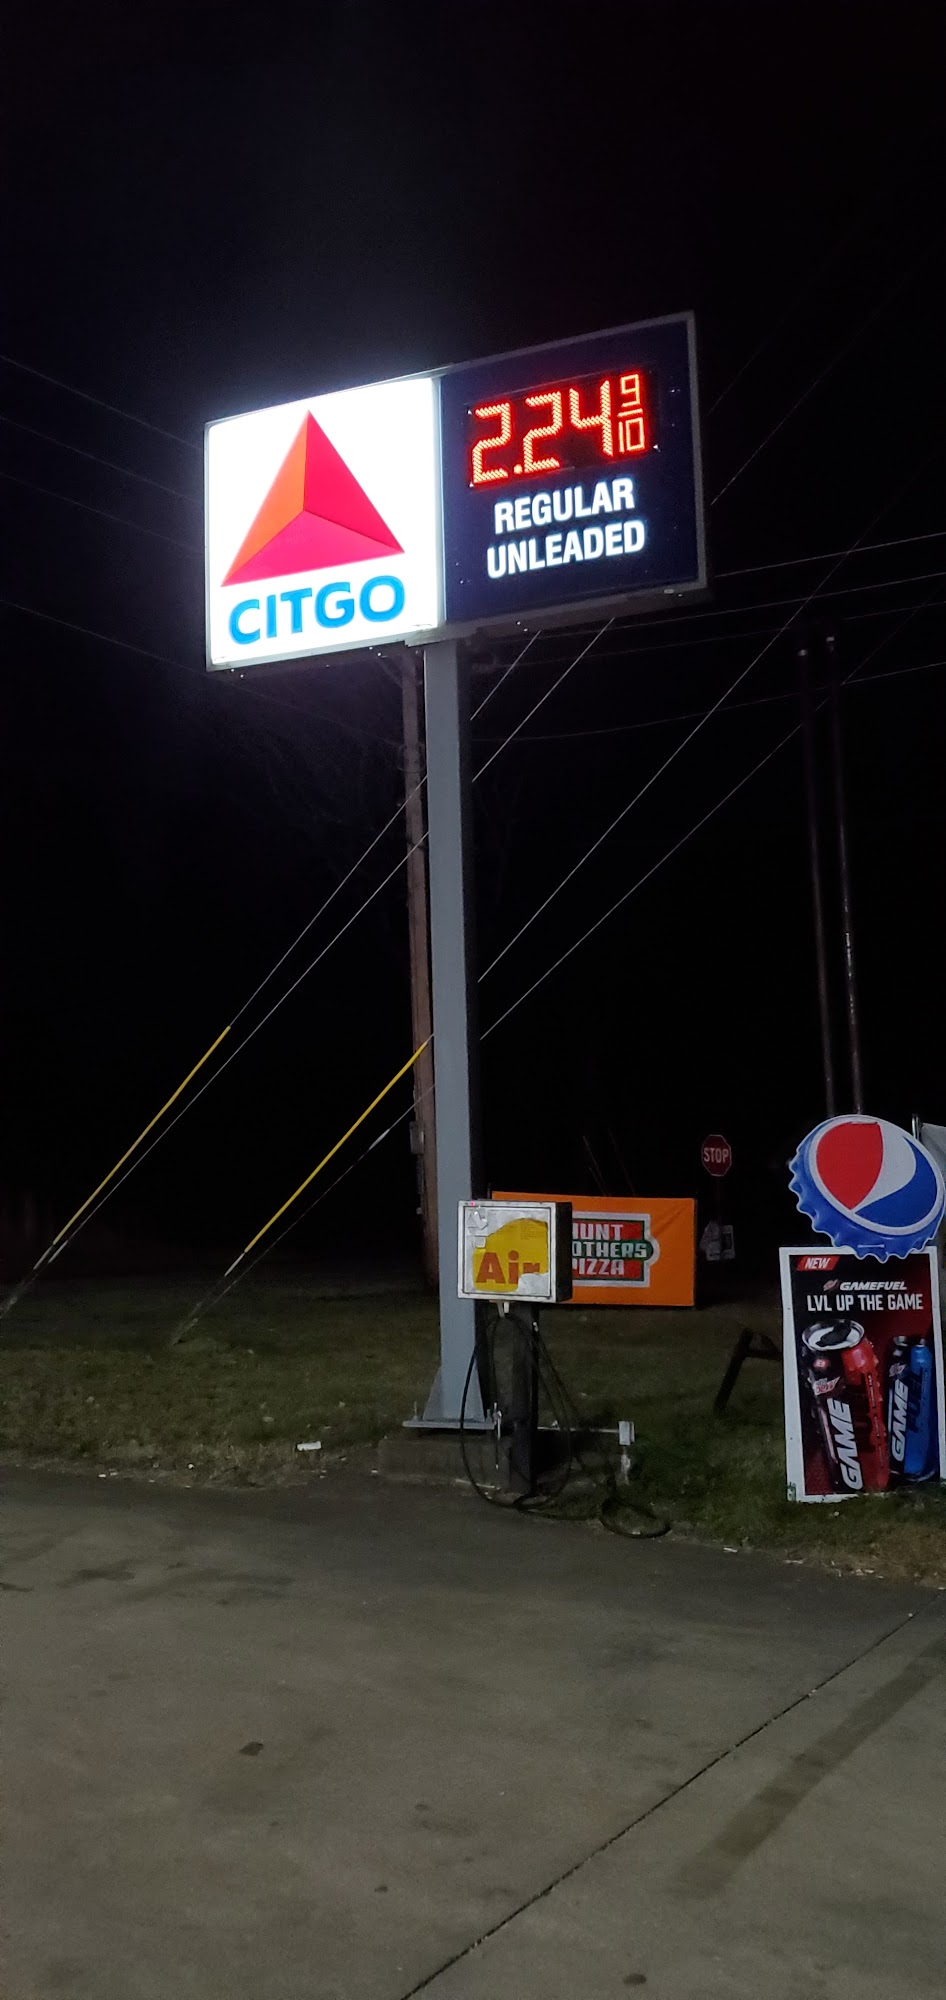 CITGO
2.24 9/10
REGULAR
UNLEADED
STOP
Air
BROTHERS
PIZZA
NEW
GAMEFUEL
LVL UP THE GAME
GAME
GAME
FUEL